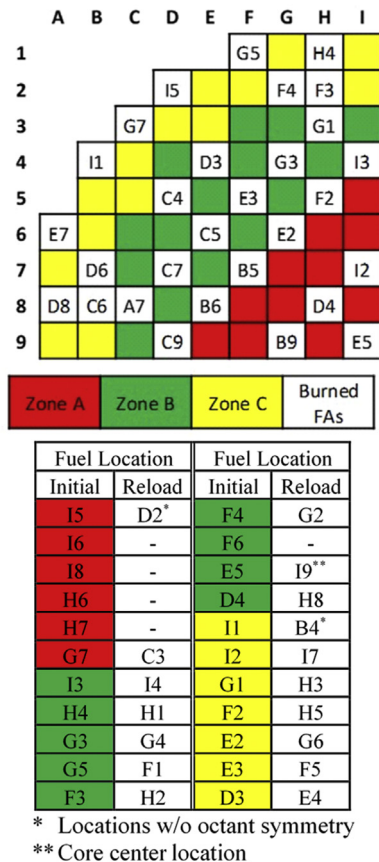 A B C D E F G H I
1 G5 H4
2 I5 F4 F3
3 G7 G1
4 I1 D3 G3 I3
5 C4 E3 F2
6 E7 C5 E2
7 D6 C7 B5 I2
8 D8 C6 A7 B6 D4
9 C9 B9 E5
Zone A Zone B Zone C Burned FAs
Fuel Location Fuel Location
Initial Reload Initial Reload
I5 D2* F4 G2
I6 - F6 -
I8 - E5 I9**
H6 - D4 H8
H7 - I1 B4*
G7 C3 I2 I7
I3 I4 G1 H3
H4 H1 F2 H5
G3 G4 E2 G6
G5 F1 E3 F5
F3 H2 D3 E4
* Locations w/o octant symmetry
** Core center location